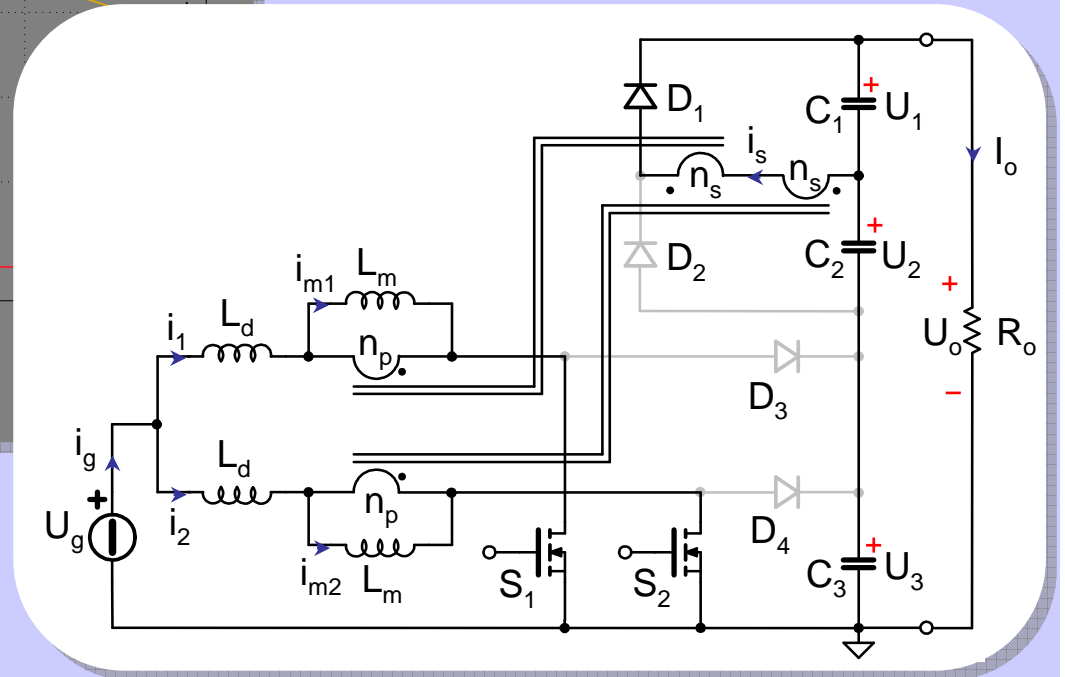 D1
C1
+
U1
is
Io
ns
ns
D2
C2
+
U2
im1
Lm
i1
Ld
np
+
Uo
Ro
−
D3
ig
Ld
i2
np
+
Ug
im2
Lm
S1
S2
D4
C3
+
U3